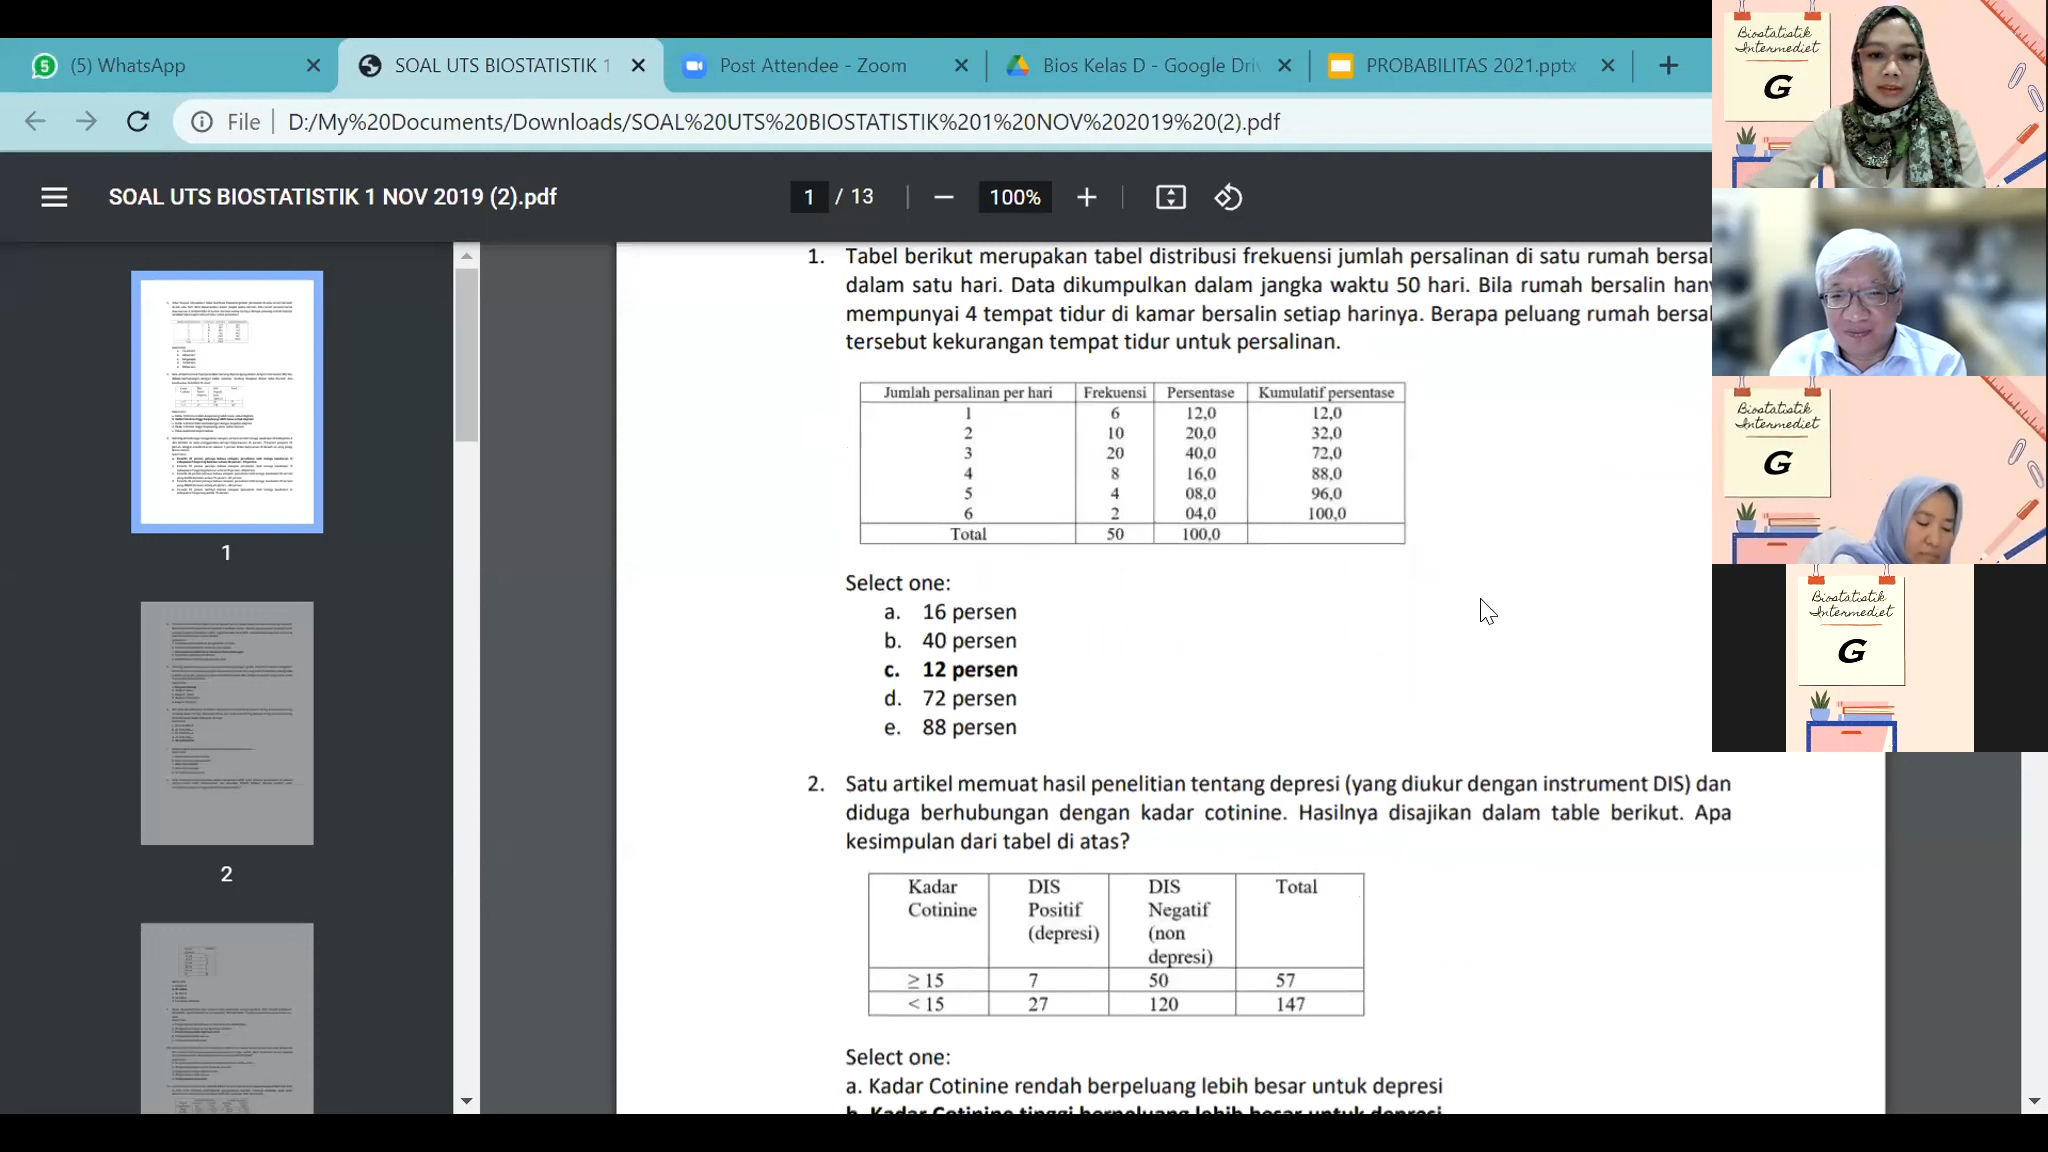 (5) WhatsApp
SOAL UTS BIOSTATISTIK 1
Post Attendee - Zoom
Bios Kelas D - Google Driv
PROBABILITAS 2021.pptx
File
D:/My%20Documents/Downloads/SOAL%20UTS%20BIOSTATISTIK%201%20NOV%202019%20(2).pdf
SOAL UTS BIOSTATISTIK 1 NOV 2019 (2).pdf
1 / 13
100%
1
2
1. Tabel berikut merupakan tabel distribusi frekuensi jumlah persalinan di satu rumah bersal
dalam satu hari. Data dikumpulkan dalam jangka waktu 50 hari. Bila rumah bersalin han
mempunyai 4 tempat tidur di kamar bersalin setiap harinya. Berapa peluang rumah bersa
tersebut kekurangan tempat tidur untuk persalinan.
Jumlah persalinan per hari Frekuensi Persentase Kumulatif persentase
1 6 12,0 12,0
2 10 20,0 32,0
3 20 40,0 72,0
4 8 16,0 88,0
5 4 08,0 96,0
6 2 04,0 100,0
Total 50 100,0
Select one:
a. 16 persen
b. 40 persen
c. 12 persen
d. 72 persen
e. 88 persen
2. Satu artikel memuat hasil penelitian tentang depresi (yang diukur dengan instrument DIS) dan
diduga berhubungan dengan kadar cotinine. Hasilnya disajikan dalam table berikut. Apa
kesimpulan dari tabel di atas?
Kadar DIS DIS Total
Cotinine Positif Negatif
(depresi) (non
depresi)
≥ 15 7 50 57
< 15 27 120 147
Select one:
a. Kadar Cotinine rendah berpeluang lebih besar untuk depresi
b. Kadar Cotinine tinggi berpeluang lebih besar untuk depresi
Biostatistik
Intermediet
G
Biostatistik
Intermediet
G
Biostatistik
Intermediet
G